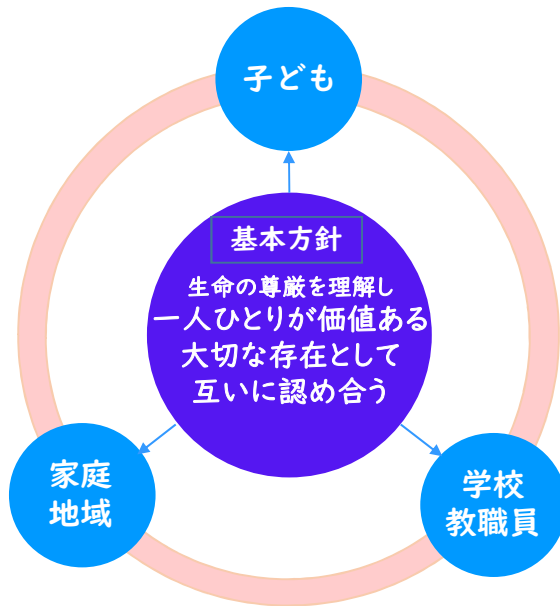 子ども
基本方針
生命の尊厳を理解し
一人ひとりが価値ある
大切な存在として
互いに認め合う
家庭
地域
学校
教職員